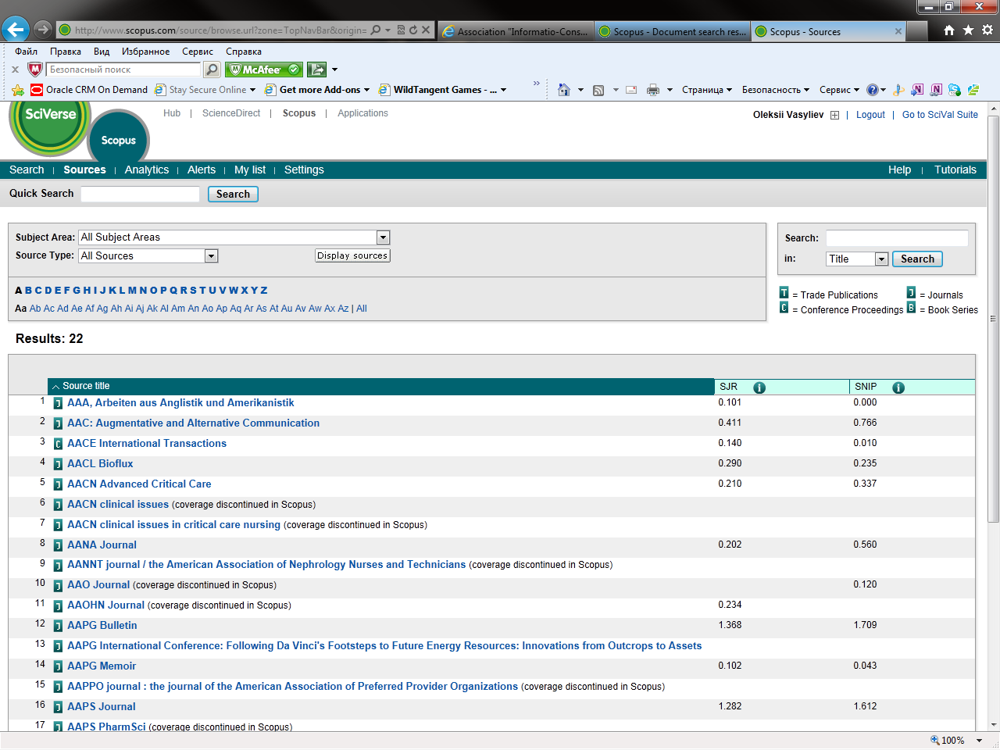 http://www.scopus.com/source/browse.url?zone=TopNavBar&origin=
Association "Informatio-Cons...
Scopus - Document search res...
Scopus - Sources
Файл Правка Вид Избранное Сервис Справка
Безопасный поиск McAfee
Oracle CRM On Demand Stay Secure Online Get more Add-ons WildTangent Games - ... » Страница Безопасность Сервис
SciVerse Hub | ScienceDirect | Scopus | Applications Oleksii Vasyliev | Logout | Go to SciVal Suite
Scopus
Search | Sources | Analytics | Alerts | My list | Settings Help | Tutorials
Quick Search Search
Subject Area: All Subject Areas
Source Type: All Sources Display sources
Search:
in: Title Search
A B C D E F G H I J K L M N O P Q R S T U V W X Y Z
Aa Ab Ac Ad Ae Af Ag Ah Ai Aj Ak Al Am An Ao Ap Aq Ar As At Au Av Aw Ax Az | All
T = Trade Publications J = Journals
C = Conference Proceedings B = Book Series
Results: 22
Source title SJR i SNIP i
1 J AAA, Arbeiten aus Anglistik und Amerikanistik 0.101 0.000
2 J AAC: Augmentative and Alternative Communication 0.411 0.766
3 C AACE International Transactions 0.140 0.010
4 J AACL Bioflux 0.290 0.235
5 J AACN Advanced Critical Care 0.210 0.337
6 J AACN clinical issues (coverage discontinued in Scopus)
7 J AACN clinical issues in critical care nursing (coverage discontinued in Scopus)
8 J AANA Journal 0.202 0.560
9 J AANNT journal / the American Association of Nephrology Nurses and Technicians (coverage discontinued in Scopus)
10 J AAO Journal (coverage discontinued in Scopus) 0.120
11 J AAOHN Journal (coverage discontinued in Scopus) 0.234
12 J AAPG Bulletin 1.368 1.709
13 J AAPG International Conference: Following Da Vinci's Footsteps to Future Energy Resources: Innovations from Outcrops to Assets
14 J AAPG Memoir 0.102 0.043
15 J AAPPO journal : the journal of the American Association of Preferred Provider Organizations (coverage discontinued in Scopus)
16 J AAPS Journal 1.282 1.612
17 J AAPS PharmSci (coverage discontinued in Scopus)
100%